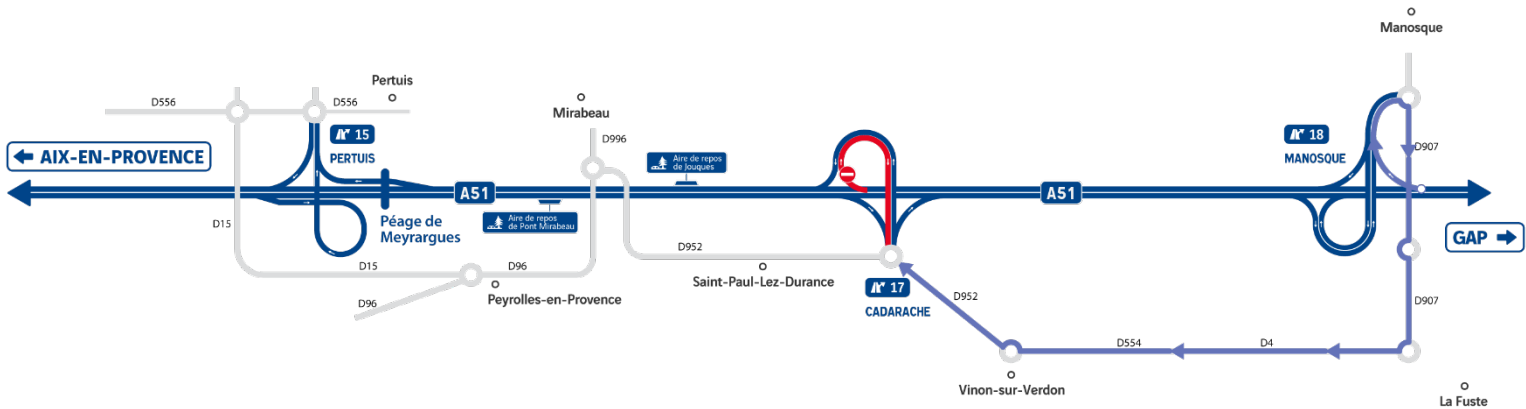 Manosque
Pertuis
D556
D556
15
PERTUIS
Mirabeau
D996
Aire de repos
de Jouques
18
MANOSQUE
D907
← AIX-EN-PROVENCE
A51
A51
Péage de
Meyrargues
Aire de repos
de Pont Mirabeau
D15
GAP →
D15
D96
D96
Peyrolles-en-Provence
D952
Saint-Paul-Lez-Durance
17
CADARACHE
D952
D907
D554
D4
Vinon-sur-Verdon
La Fuste